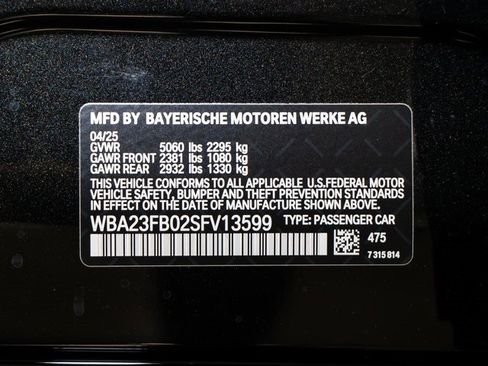 MFD BY BAYERISCHE MOTOREN WERKE AG
04/25
GVWR 5060 lbs 2295 kg
GAWR FRONT 2381 lbs 1080 kg
GAWR REAR 2932 lbs 1330 kg
THIS VEHICLE CONFORMS TO ALL APPLICABLE U.S.FEDERAL MOTOR
VEHICLE SAFETY, BUMPER AND THEFT PREVENTION STANDARDS
IN EFFECT ON THE DATE OF MANUFACTURE SHOWN ABOVE.
WBA23FB02SFV13599 TYPE: PASSENGER CAR
475
7 315 814